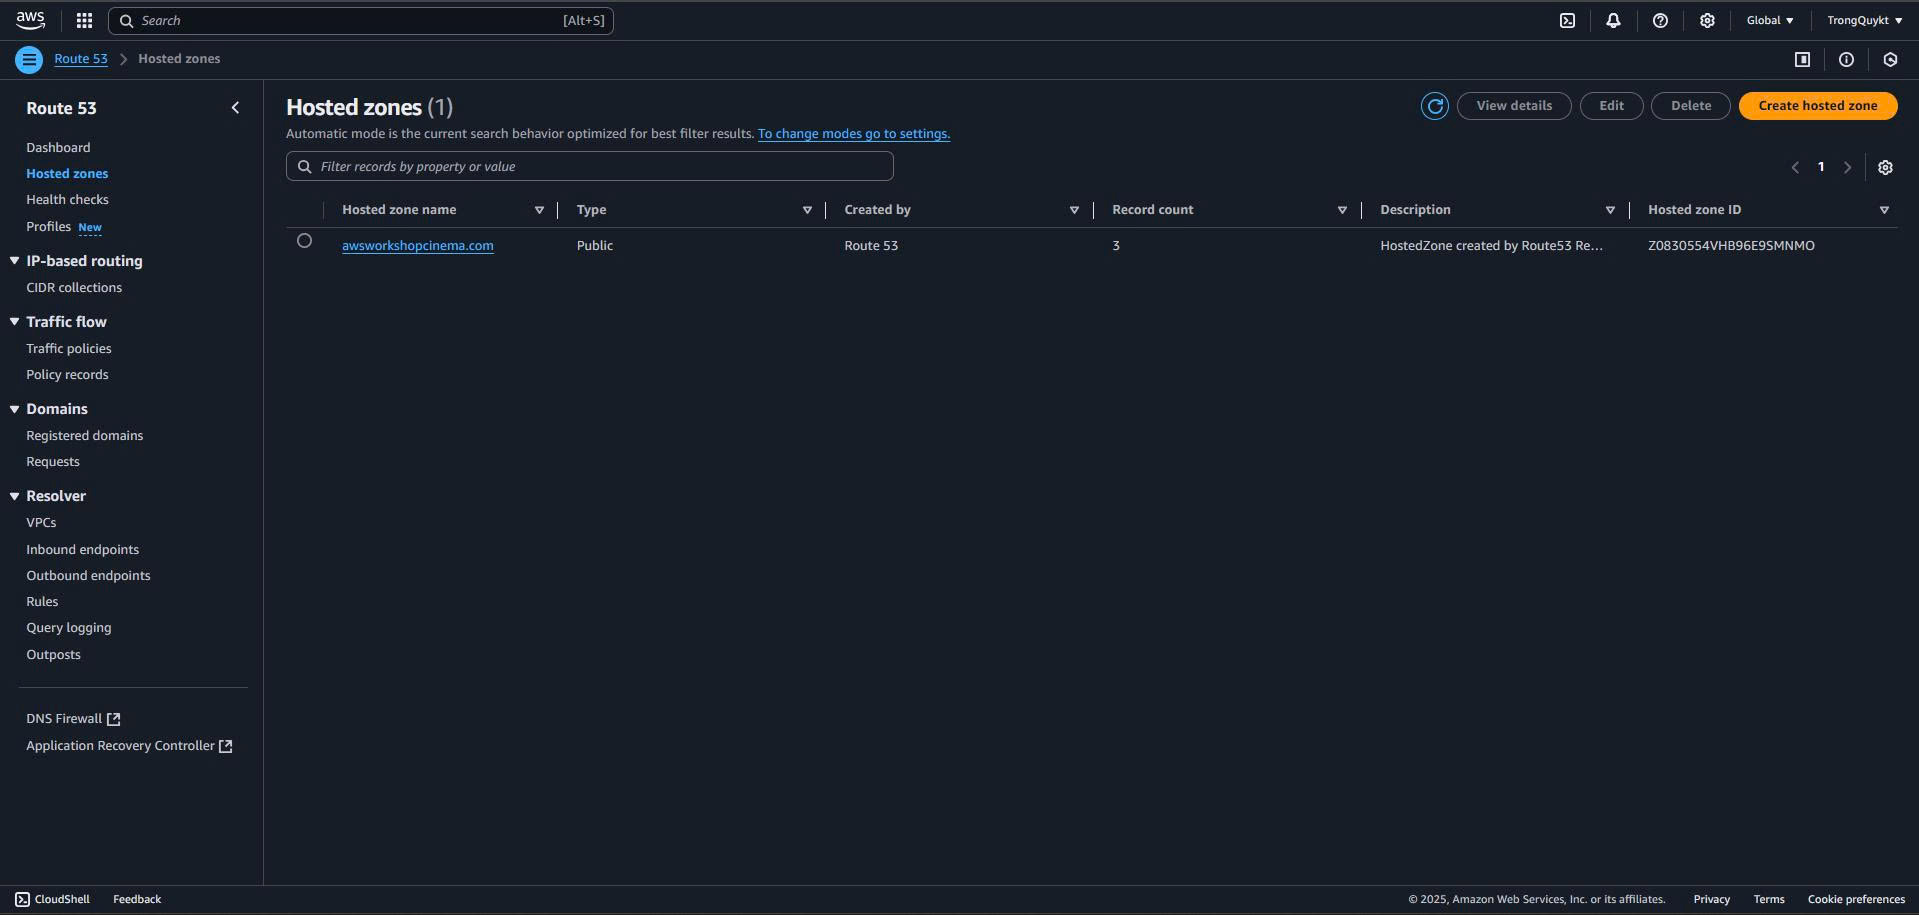 aws
Search [Alt+S]
Global
TrongQuykt
Route 53
Hosted zones
Route 53
Dashboard
Hosted zones
Health checks
Profiles New
IP-based routing
CIDR collections
Traffic flow
Traffic policies
Policy records
Domains
Registered domains
Requests
Resolver
VPCs
Inbound endpoints
Outbound endpoints
Rules
Query logging
Outposts
DNS Firewall
Application Recovery Controller
Hosted zones (1)
View details
Edit
Delete
Create hosted zone
Automatic mode is the current search behavior optimized for best filter results. To change modes go to settings.
Filter records by property or value
1
Hosted zone name Type Created by Record count Description Hosted zone ID
awsworkshopcinema.com Public Route 53 3 HostedZone created by Route53 Re... Z0830554VHB96E9SMNMO
CloudShell
Feedback
© 2025, Amazon Web Services, Inc. or its affiliates.
Privacy
Terms
Cookie preferences